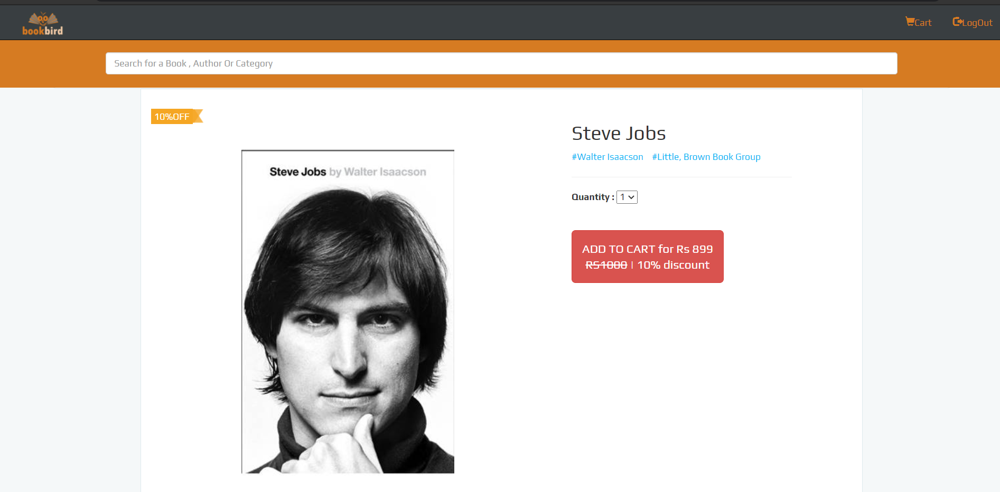 bookbird
Cart
LogOut
Search for a Book , Author Or Category
10%OFF
Steve Jobs by Walter Isaacson
Steve Jobs
#Walter Isaacson #Little, Brown Book Group
Quantity : 1
ADD TO CART for Rs 899
RS1000 | 10% discount